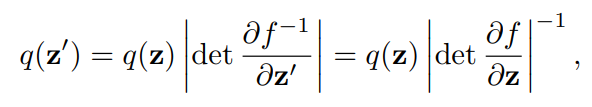 q(𝐳′) = q(𝐳) |det ∂f⁻¹/∂𝐳′| = q(𝐳) |det ∂f/∂𝐳|⁻¹ ,